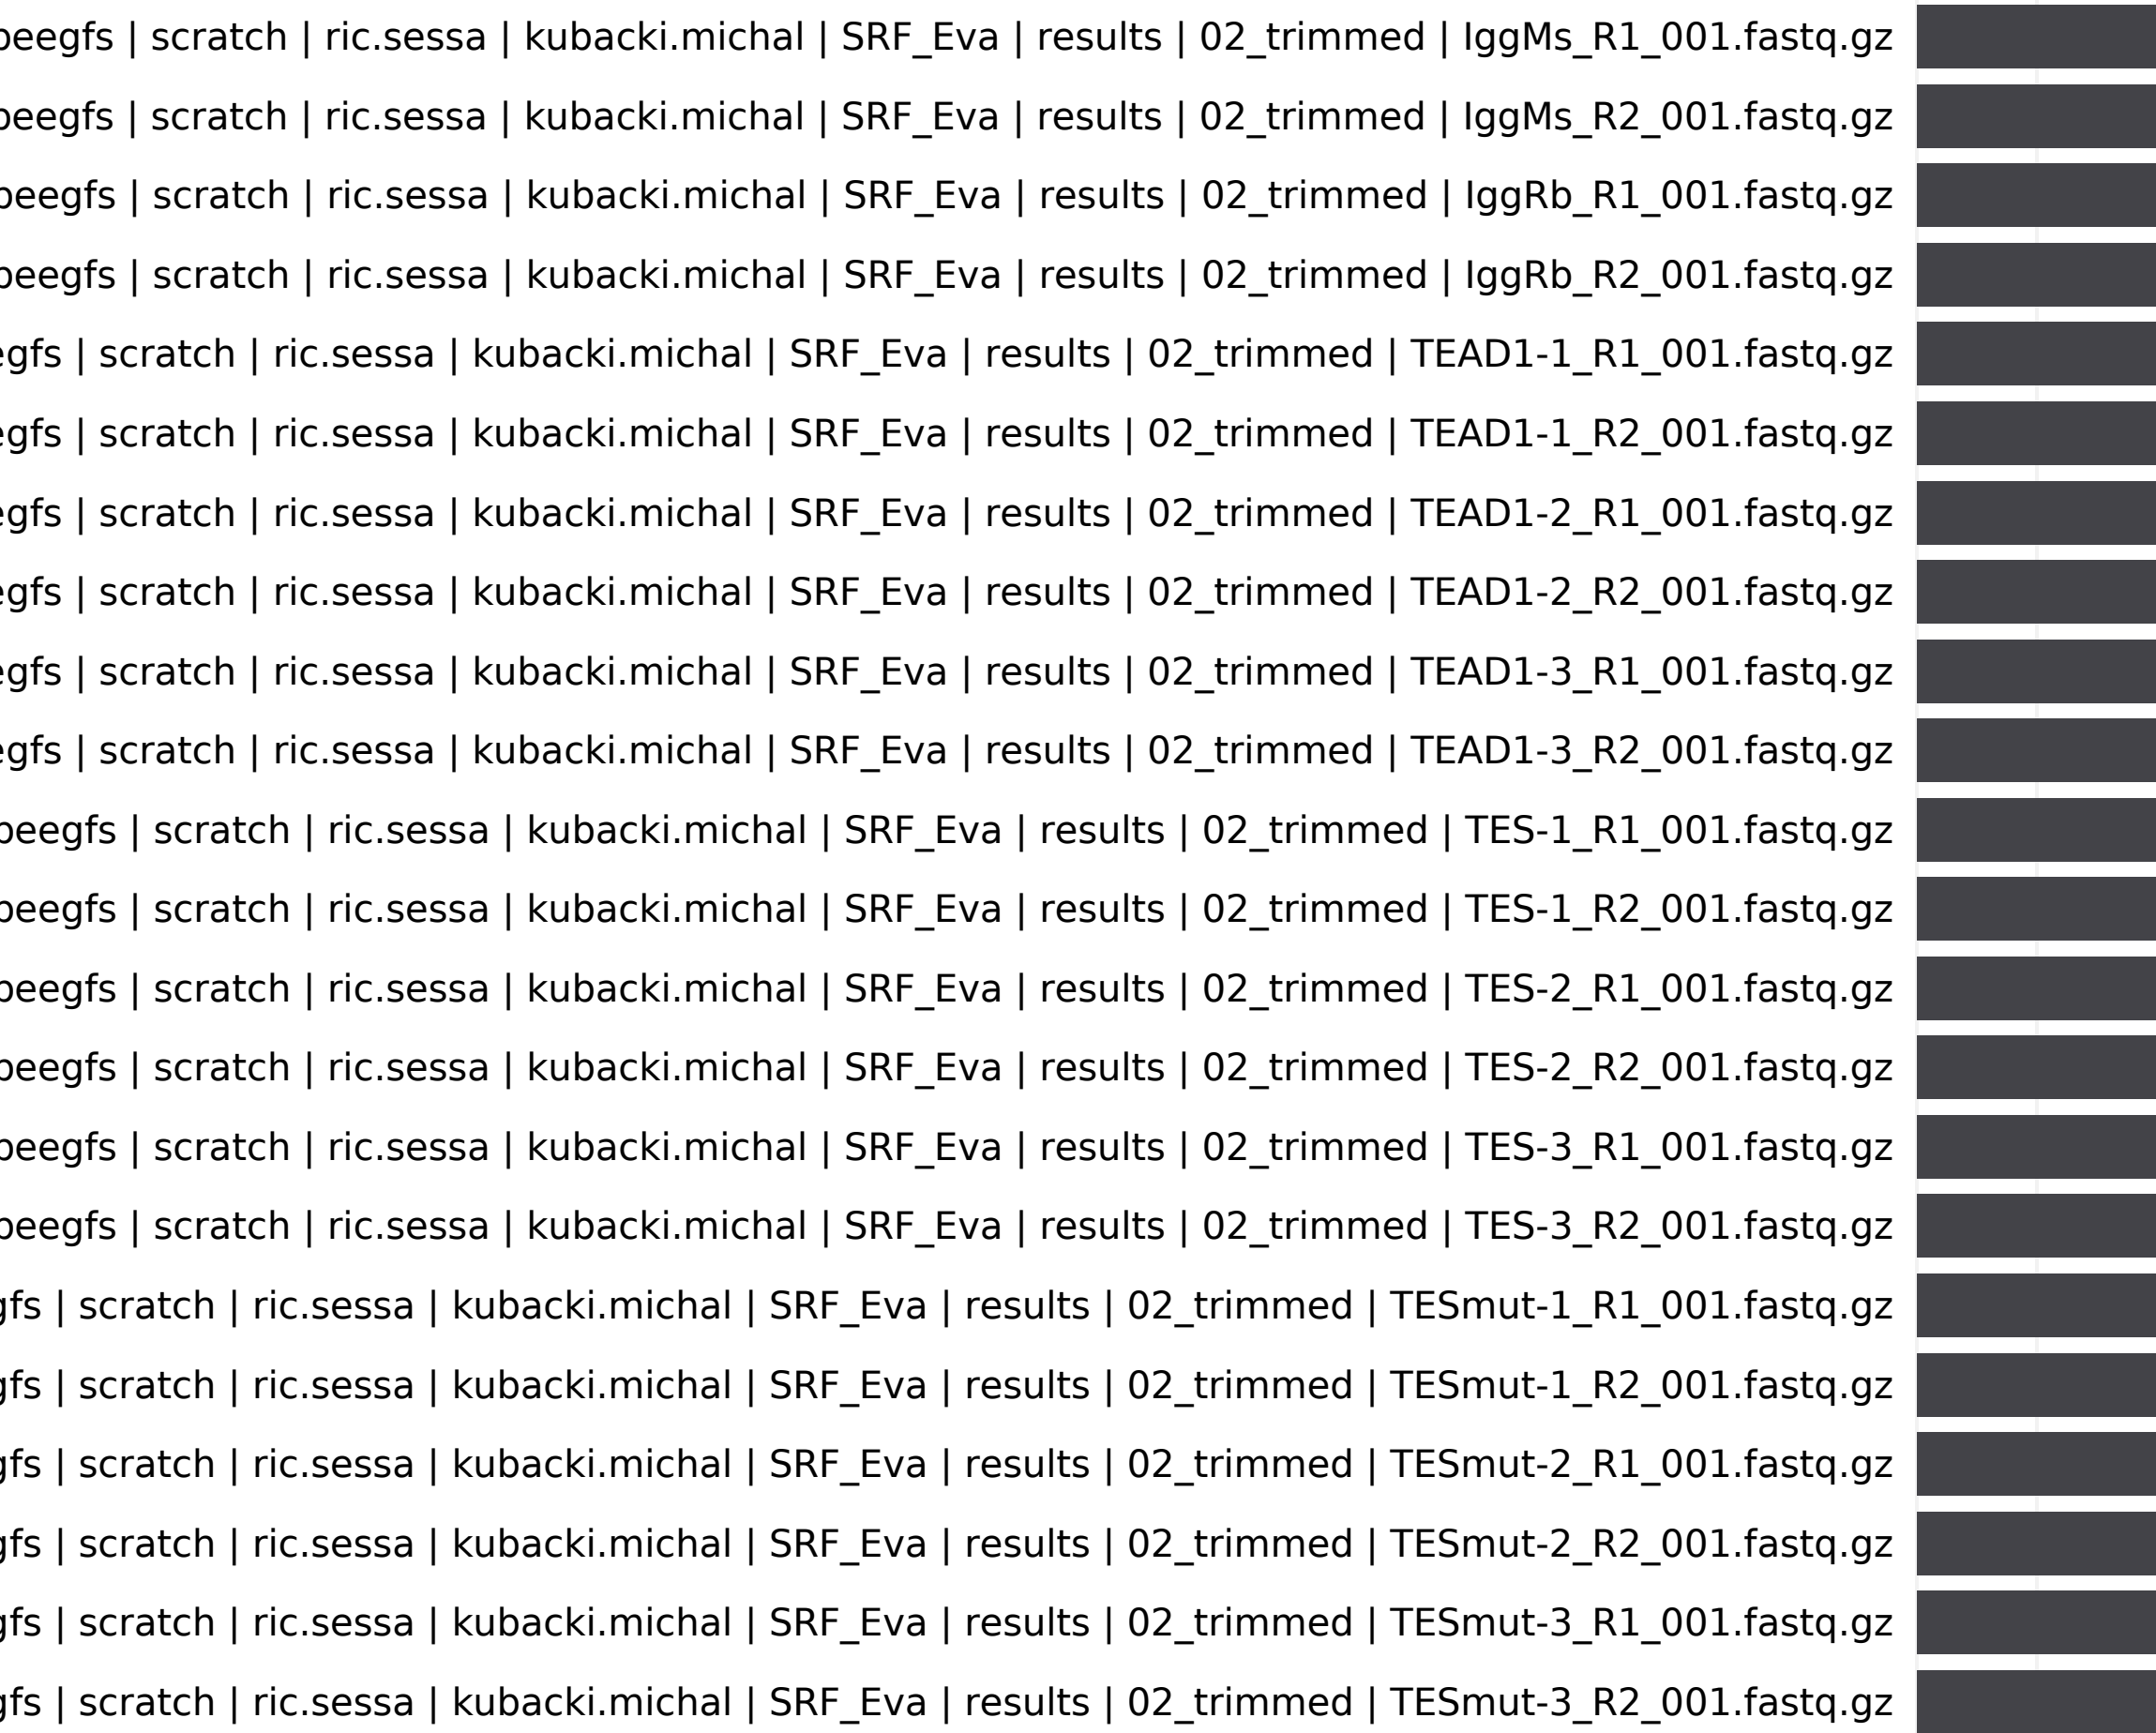 beegfs | scratch | ric.sessa | kubacki.michal | SRF_Eva | results | 02_trimmed | IggMs_R1_001.fastq.gz
beegfs | scratch | ric.sessa | kubacki.michal | SRF_Eva | results | 02_trimmed | IggMs_R2_001.fastq.gz
beegfs | scratch | ric.sessa | kubacki.michal | SRF_Eva | results | 02_trimmed | IggRb_R1_001.fastq.gz
beegfs | scratch | ric.sessa | kubacki.michal | SRF_Eva | results | 02_trimmed | IggRb_R2_001.fastq.gz
egfs | scratch | ric.sessa | kubacki.michal | SRF_Eva | results | 02_trimmed | TEAD1-1_R1_001.fastq.gz
egfs | scratch | ric.sessa | kubacki.michal | SRF_Eva | results | 02_trimmed | TEAD1-1_R2_001.fastq.gz
egfs | scratch | ric.sessa | kubacki.michal | SRF_Eva | results | 02_trimmed | TEAD1-2_R1_001.fastq.gz
egfs | scratch | ric.sessa | kubacki.michal | SRF_Eva | results | 02_trimmed | TEAD1-2_R2_001.fastq.gz
egfs | scratch | ric.sessa | kubacki.michal | SRF_Eva | results | 02_trimmed | TEAD1-3_R1_001.fastq.gz
egfs | scratch | ric.sessa | kubacki.michal | SRF_Eva | results | 02_trimmed | TEAD1-3_R2_001.fastq.gz
beegfs | scratch | ric.sessa | kubacki.michal | SRF_Eva | results | 02_trimmed | TES-1_R1_001.fastq.gz
beegfs | scratch | ric.sessa | kubacki.michal | SRF_Eva | results | 02_trimmed | TES-1_R2_001.fastq.gz
beegfs | scratch | ric.sessa | kubacki.michal | SRF_Eva | results | 02_trimmed | TES-2_R1_001.fastq.gz
beegfs | scratch | ric.sessa | kubacki.michal | SRF_Eva | results | 02_trimmed | TES-2_R2_001.fastq.gz
beegfs | scratch | ric.sessa | kubacki.michal | SRF_Eva | results | 02_trimmed | TES-3_R1_001.fastq.gz
beegfs | scratch | ric.sessa | kubacki.michal | SRF_Eva | results | 02_trimmed | TES-3_R2_001.fastq.gz
gfs | scratch | ric.sessa | kubacki.michal | SRF_Eva | results | 02_trimmed | TESmut-1_R1_001.fastq.gz
gfs | scratch | ric.sessa | kubacki.michal | SRF_Eva | results | 02_trimmed | TESmut-1_R2_001.fastq.gz
gfs | scratch | ric.sessa | kubacki.michal | SRF_Eva | results | 02_trimmed | TESmut-2_R1_001.fastq.gz
gfs | scratch | ric.sessa | kubacki.michal | SRF_Eva | results | 02_trimmed | TESmut-2_R2_001.fastq.gz
gfs | scratch | ric.sessa | kubacki.michal | SRF_Eva | results | 02_trimmed | TESmut-3_R1_001.fastq.gz
gfs | scratch | ric.sessa | kubacki.michal | SRF_Eva | results | 02_trimmed | TESmut-3_R2_001.fastq.gz